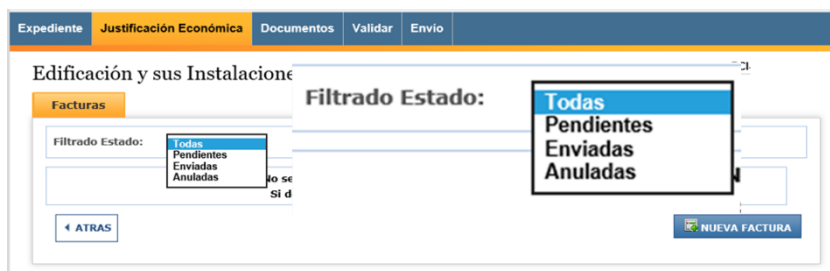 Expediente Justificación Económica Documentos Validar Envío
Edificación y sus Instalacione
Facturas
Filtrado Estado:
Todas
Pendientes
Enviadas
Anuladas
Filtrado Estado:
Todas
Pendientes
Enviadas
Anuladas
No se
Si d
ATRAS
NUEVA FACTURA